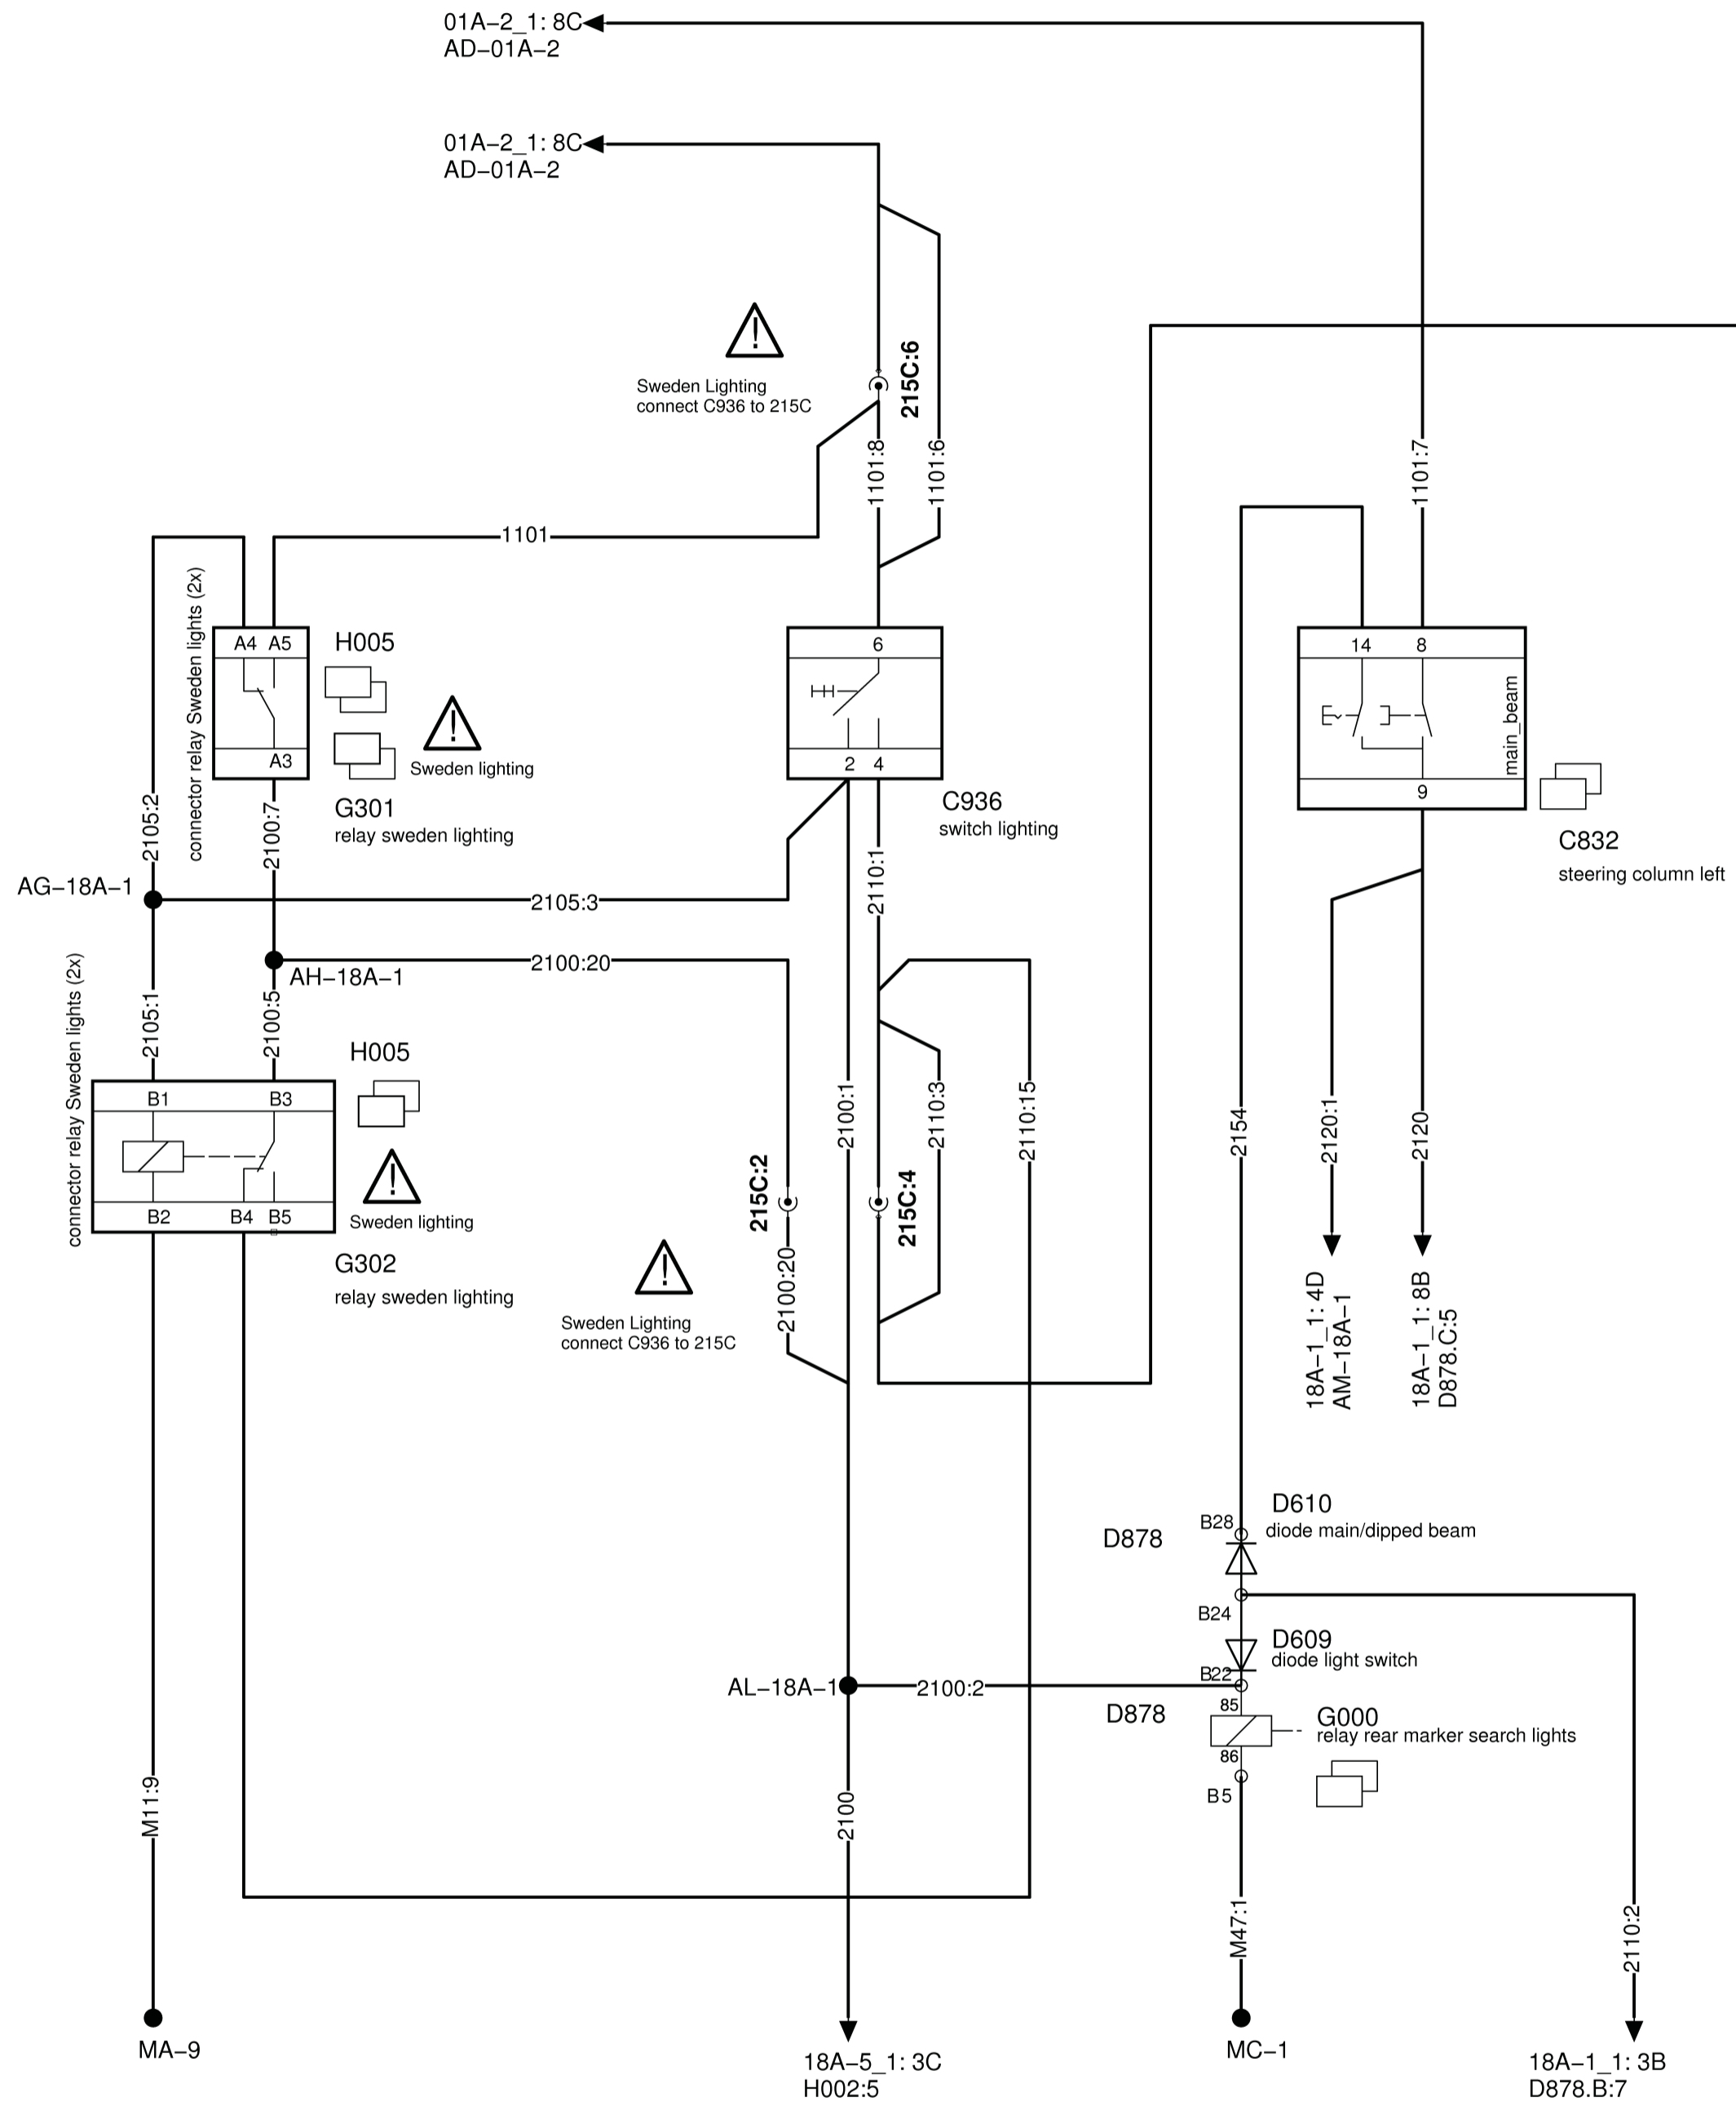 01A−2_1: 8C
AD−01A−2
01A−2_1: 8C
AD−01A−2
!
Sweden Lighting
connect C936 to 215C
215C:6
1101:8
1101:6
1101:7
1101
connector relay Sweden lights (2x)
A4 A5
H005
A3
!
Sweden lighting
G301
relay sweden lighting
6
2 4
C936
switch lighting
14 8
main_beam
9
C832
steering column left
2105:2
2100:7
AG−18A−1
2105:3
2110:1
AH−18A−1
2100:20
connector relay Sweden lights (2x)
2105:1
2100:5
H005
B1 B3
B2 B4 B5
!
Sweden lighting
G302
relay sweden lighting
2100:1
2110:3
2110:15
2154
2120:1
2120
215C:2
215C:4
2100:20
!
Sweden Lighting
connect C936 to 215C
18A−1_1: 4D
AM−18A−1
18A−1_1: 8B
D878.C:5
D610
diode main/dipped beam
B28
D878
B24
D609
diode light switch
B22
AL−18A−1
2100:2
D878
85
G000
relay rear marker search lights
86
B5
M11:9
2100
M47:1
2110:2
MA−9
18A−5_1: 3C
H002:5
MC−1
18A−1_1: 3B
D878.B:7